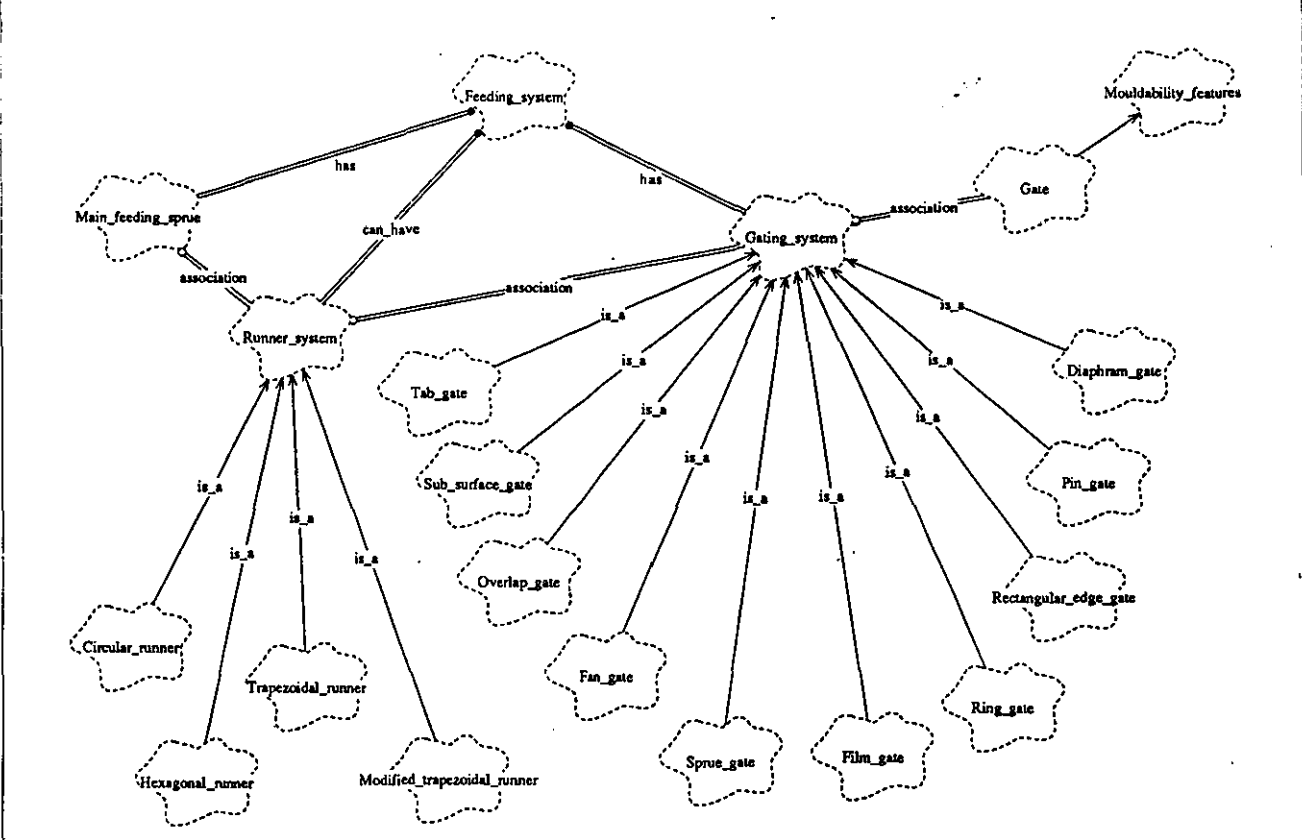 Mouldability_features
Feeding_system
has
Gate
has
association
Main_feeding_sprue
can_have
Gating_system
association
association
Runner_system
is_a
is_a
is_a
is_a
Diaphram_gate
Tab_gate
is_a
is_a
is_a
is_a
is_a
Sub_surface_gate
Pin_gate
is_a
is_a
is_a
is_a
is_a
is_a
Overlap_gate
Rectangular_edge_gate
Circular_runner
Trapezoidal_runner
Fan_gate
Ring_gate
Hexagonal_runner
Modified_trapezoidal_runner
Sprue_gate
Film_gate